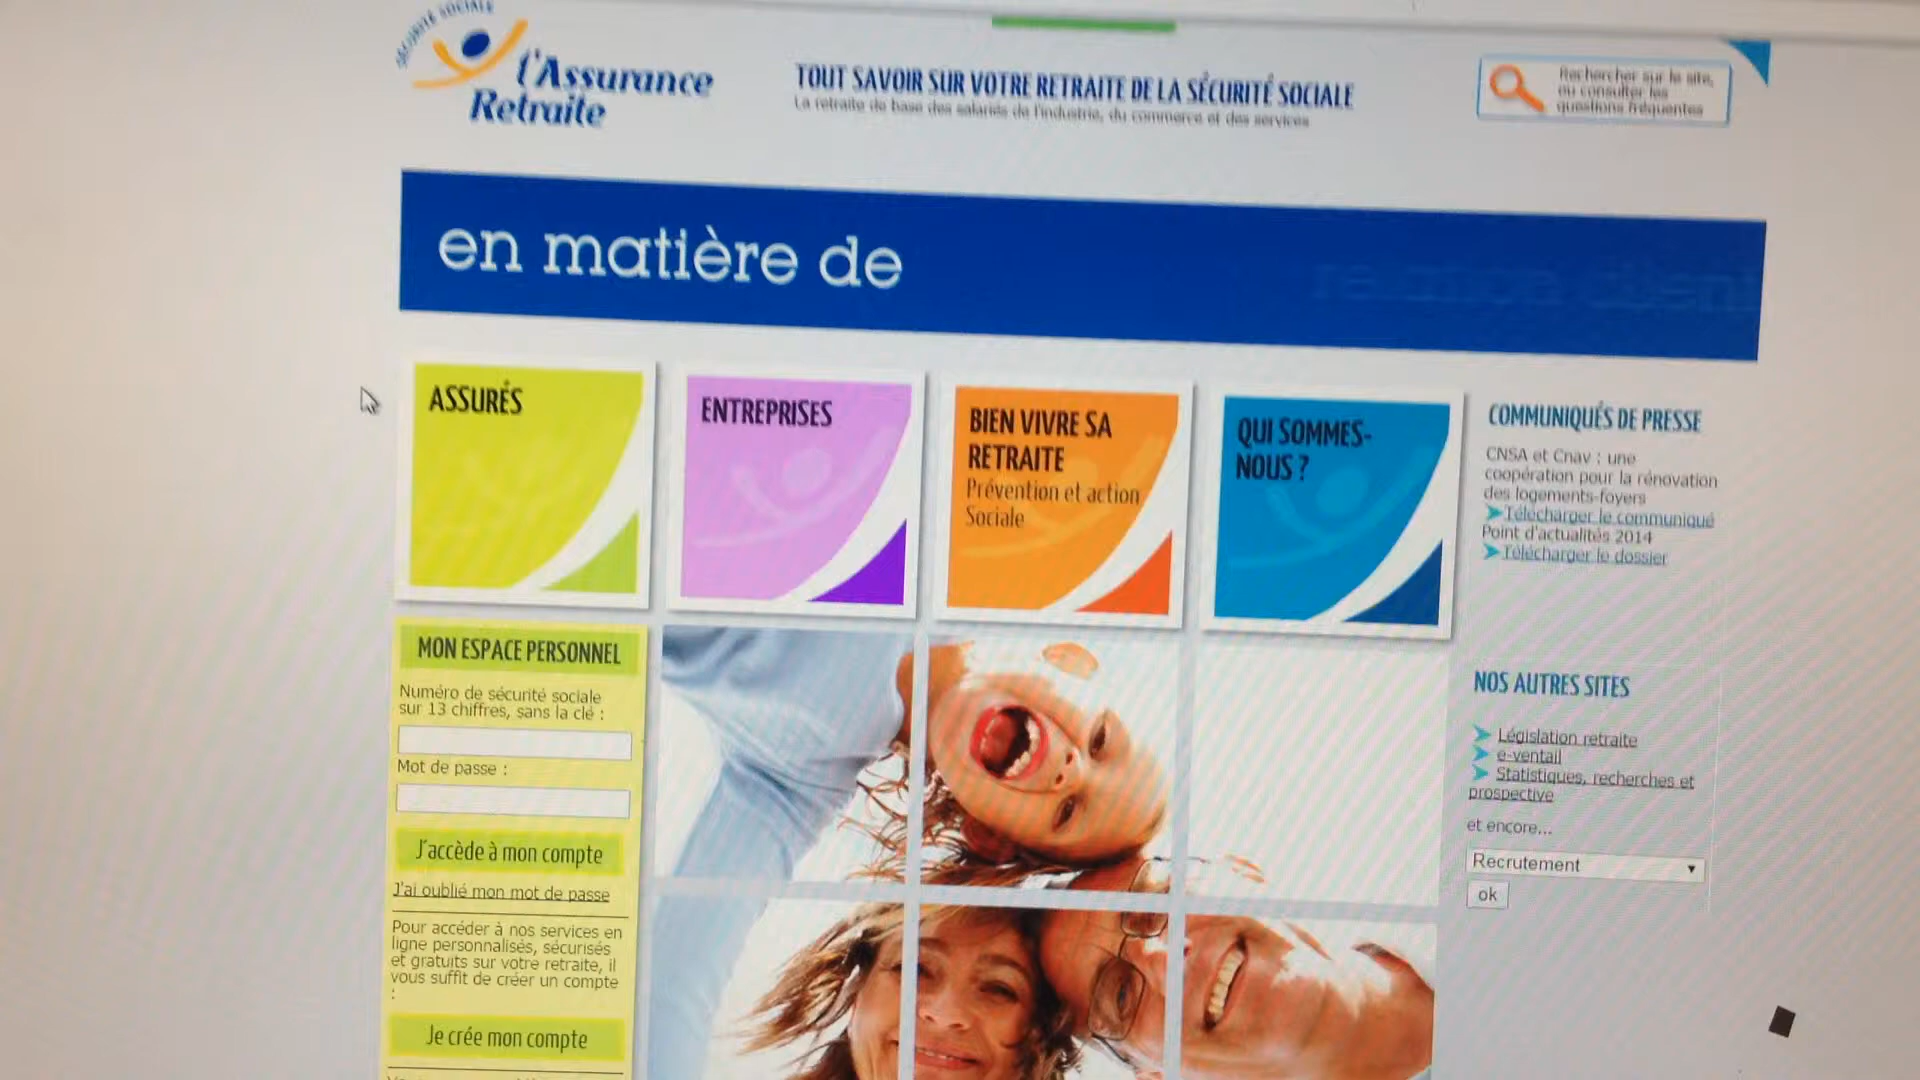 SÉCURITÉ SOCIALE
l'Assurance
Retraite
TOUT SAVOIR SUR VOTRE RETRAITE DE LA SÉCURITÉ SOCIALE
La retraite de base des salariés de l'industrie, du commerce et des services
Rechercher sur le site,
ou consulter les
questions fréquentes
en matière de
ASSURÉS
ENTREPRISES
BIEN VIVRE SA
RETRAITE
Prévention et action
Sociale
QUI SOMMES-
NOUS ?
COMMUNIQUÉS DE PRESSE
CNSA et Cnav : une
coopération pour la rénovation
des logements-foyers
Télécharger le communiqué
Point d'actualités 2014
Télécharger le dossier
MON ESPACE PERSONNEL
Numéro de sécurité sociale
sur 13 chiffres, sans la clé :
Mot de passe :
J'accède à mon compte
J'ai oublié mon mot de passe
Pour accéder à nos services en
ligne personnalisés, sécurisés
et gratuits sur votre retraite, il
vous suffit de créer un compte
:
Je crée mon compte
NOS AUTRES SITES
Législation retraite
e-ventail
Statistiques, recherches et
prospective
et encore...
Recrutement
ok